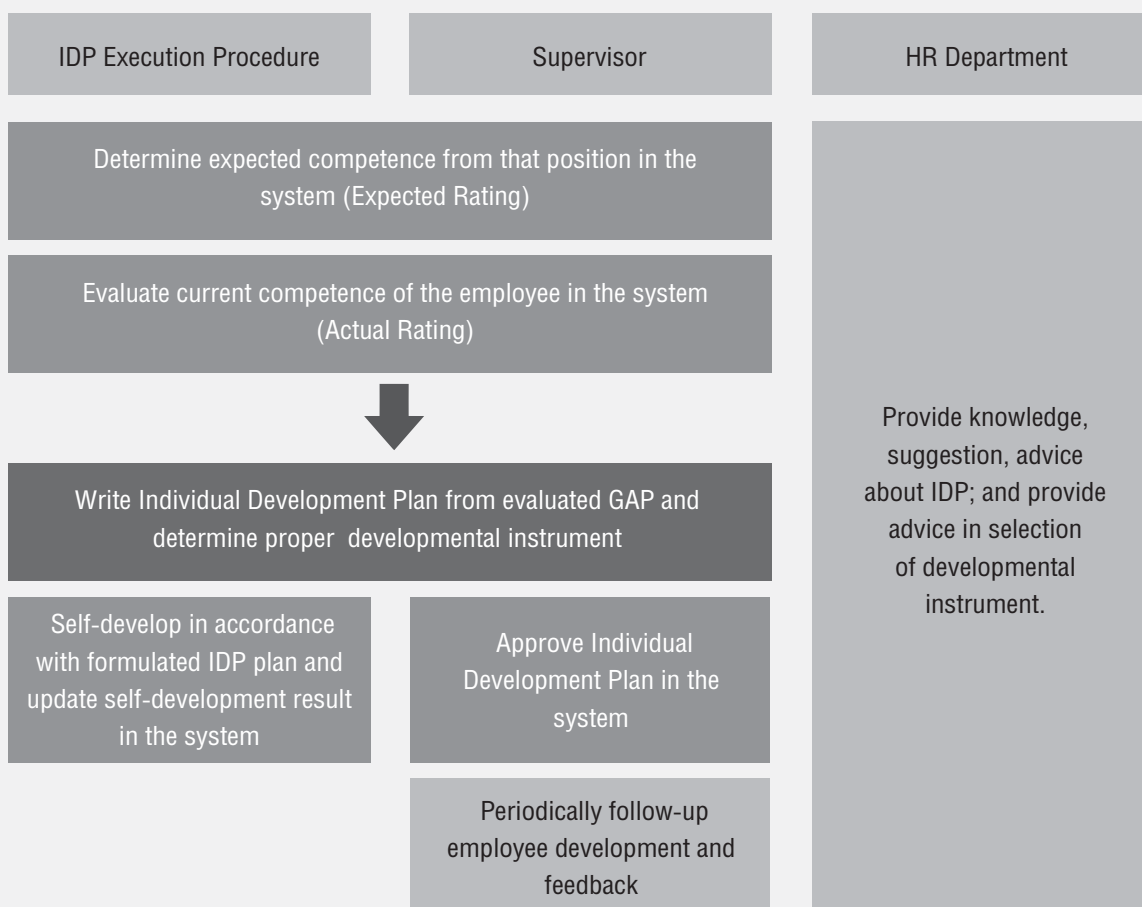 IDP Execution Procedure
Supervisor
HR Department
Determine expected competence from that position in the
system (Expected Rating)
Evaluate current competence of the employee in the system
(Actual Rating)
Write Individual Development Plan from evaluated GAP and
determine proper developmental instrument
Self-develop in accordance
with formulated IDP plan and
update self-development result
in the system
Approve Individual
Development Plan in the
system
Periodically follow-up
employee development and
feedback
Provide knowledge,
suggestion, advice
about IDP; and provide
advice in selection
of developmental
instrument.